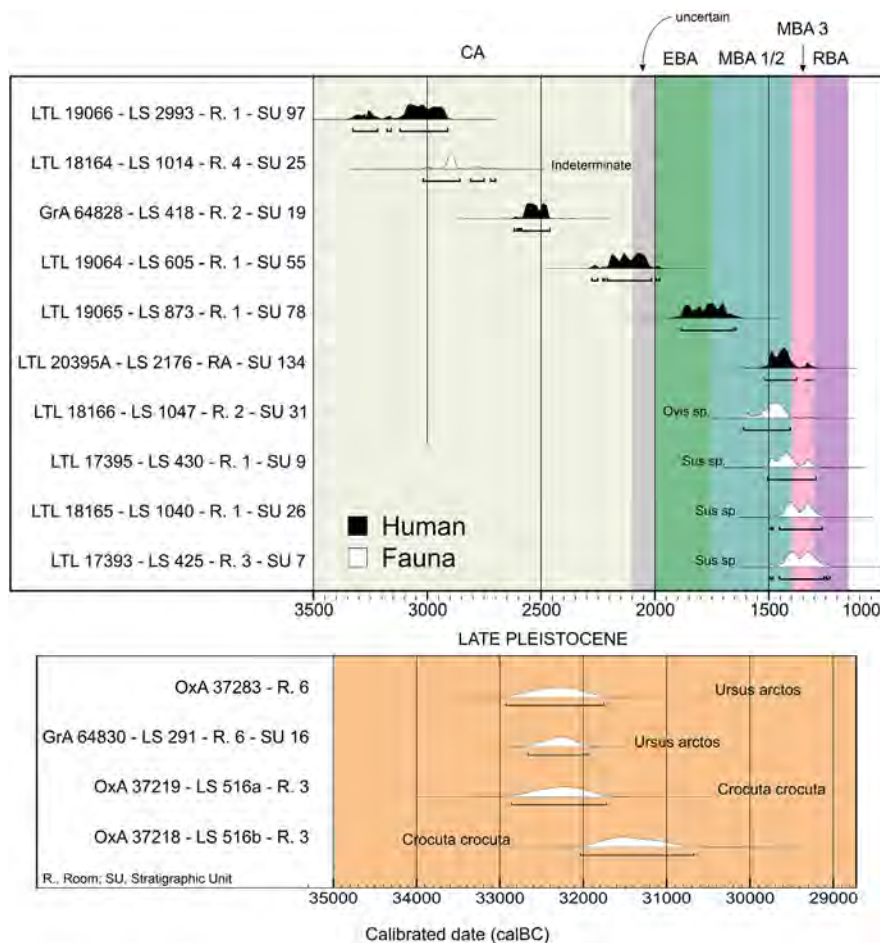 uncertain
MBA 3
CA
EBA MBA 1/2 RBA
LTL 19066 - LS 2993 - R. 1 - SU 97
LTL 18164 - LS 1014 - R. 4 - SU 25
Indeterminate
GrA 64828 - LS 418 - R. 2 - SU 19
LTL 19064 - LS 605 - R. 1 - SU 55
LTL 19065 - LS 873 - R. 1 - SU 78
LTL 20395A - LS 2176 - RA - SU 134
LTL 18166 - LS 1047 - R. 2 - SU 31
Ovis sp.
LTL 17395 - LS 430 - R. 1 - SU 9
Sus sp.
LTL 18165 - LS 1040 - R. 1 - SU 26
Sus sp
LTL 17393 - LS 425 - R. 3 - SU 7
Sus sp
Human
Fauna
3500 3000 2500 2000 1500 1000
LATE PLEISTOCENE
OxA 37283 - R. 6
Ursus arctos
GrA 64830 - LS 291 - R. 6 - SU 16
Ursus arctos
OxA 37219 - LS 516a - R. 3
Crocuta crocuta
OxA 37218 - LS 516b - R. 3
Crocuta crocuta
R., Room; SU, Stratigraphic Unit
35000 34000 33000 32000 31000 30000 29000
Calibrated date (calBC)